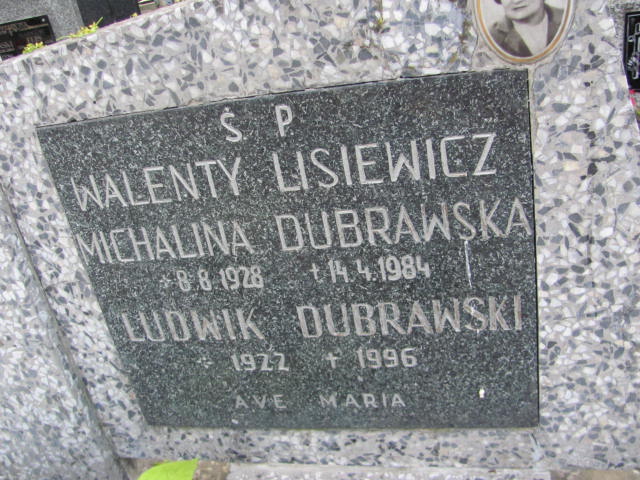 Ś P
WALENTY LISIEWICZ
MICHALINA DUBRAWSKA
+8.8 1928 +14.4.1984
LUDWIK DUBRAWSKI
÷ 1922 + 1996
AVE MARIA